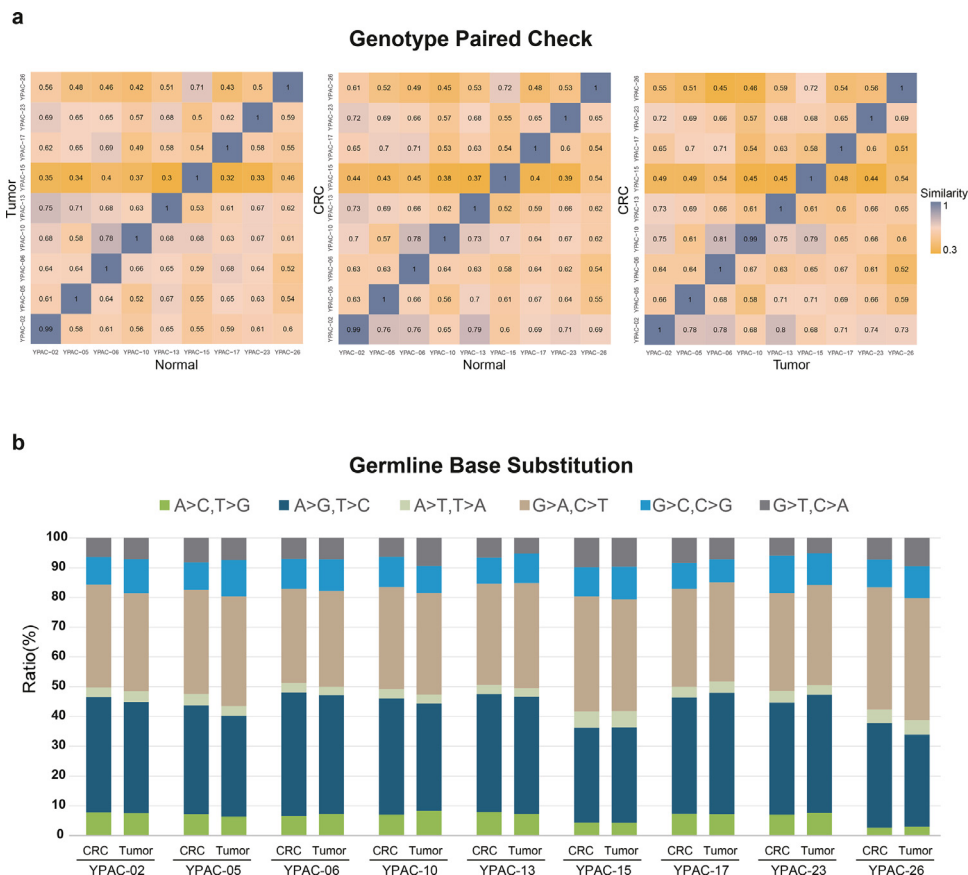 a
Genotype Paired Check
Tumor
YPAC-26 0.56 0.48 0.46 0.42 0.51 0.71 0.43 0.5 1
YPAC-23 0.69 0.65 0.65 0.57 0.68 0.5 0.62 1 0.59
YPAC-17 0.62 0.65 0.69 0.49 0.58 0.54 1 0.58 0.55
YPAC-15 0.35 0.34 0.4 0.37 0.3 1 0.32 0.33 0.46
YPAC-13 0.75 0.71 0.68 0.63 1 0.53 0.61 0.67 0.62
YPAC-10 0.68 0.58 0.78 1 0.68 0.68 0.63 0.67 0.61
YPAC-06 0.64 0.64 1 0.66 0.65 0.59 0.68 0.64 0.52
YPAC-05 0.61 1 0.64 0.52 0.67 0.55 0.65 0.63 0.54
YPAC-02 0.99 0.58 0.61 0.56 0.65 0.55 0.59 0.61 0.6
YPAC-02 YPAC-05 YPAC-06 YPAC-10 YPAC-13 YPAC-15 YPAC-17 YPAC-23 YPAC-26
Normal
CRC
YPAC-26 0.61 0.52 0.49 0.45 0.53 0.72 0.48 0.53 1
YPAC-23 0.72 0.69 0.66 0.57 0.68 0.55 0.65 1 0.65
YPAC-17 0.65 0.7 0.71 0.53 0.63 0.54 1 0.6 0.54
YPAC-15 0.44 0.43 0.45 0.38 0.37 1 0.4 0.39 0.54
YPAC-13 0.73 0.69 0.66 0.62 1 0.52 0.59 0.66 0.62
YPAC-10 0.7 0.57 0.78 1 0.73 0.7 0.64 0.67 0.62
YPAC-06 0.63 0.63 1 0.64 0.63 0.58 0.64 0.62 0.54
YPAC-05 0.63 1 0.66 0.56 0.7 0.61 0.67 0.64 0.55
YPAC-02 0.99 0.76 0.76 0.65 0.79 0.6 0.69 0.71 0.69
YPAC-02 YPAC-05 YPAC-06 YPAC-10 YPAC-13 YPAC-15 YPAC-17 YPAC-23 YPAC-26
Normal
CRC
YPAC-26 0.55 0.51 0.45 0.46 0.59 0.72 0.54 0.56 1
YPAC-23 0.72 0.68 0.66 0.57 0.68 0.68 0.65 1 0.69
YPAC-17 0.65 0.7 0.71 0.54 0.63 0.58 1 0.6 0.51
YPAC-15 0.49 0.49 0.54 0.45 0.45 1 0.48 0.44 0.54
YPAC-13 0.73 0.69 0.66 0.61 1 0.61 0.6 0.66 0.65
YPAC-10 0.75 0.61 0.81 0.99 0.75 0.79 0.65 0.66 0.6
YPAC-06 0.64 0.64 1 0.67 0.63 0.65 0.67 0.61 0.52
YPAC-05 0.66 1 0.68 0.58 0.71 0.71 0.69 0.66 0.59
YPAC-02 1 0.78 0.78 0.68 0.8 0.68 0.71 0.74 0.73
YPAC-02 YPAC-05 YPAC-06 YPAC-10 YPAC-13 YPAC-15 YPAC-17 YPAC-23 YPAC-26
Tumor
Similarity
1
0.3
b
Germline Base Substitution
A>C,T>G A>G,T>C A>T,T>A G>A,C>T G>C,C>G G>T,C>A
Ratio(%)
100
90
80
70
60
50
40
30
20
10
0
CRC Tumor CRC Tumor CRC Tumor CRC Tumor CRC Tumor CRC Tumor CRC Tumor CRC Tumor CRC Tumor
YPAC-02 YPAC-05 YPAC-06 YPAC-10 YPAC-13 YPAC-15 YPAC-17 YPAC-23 YPAC-26